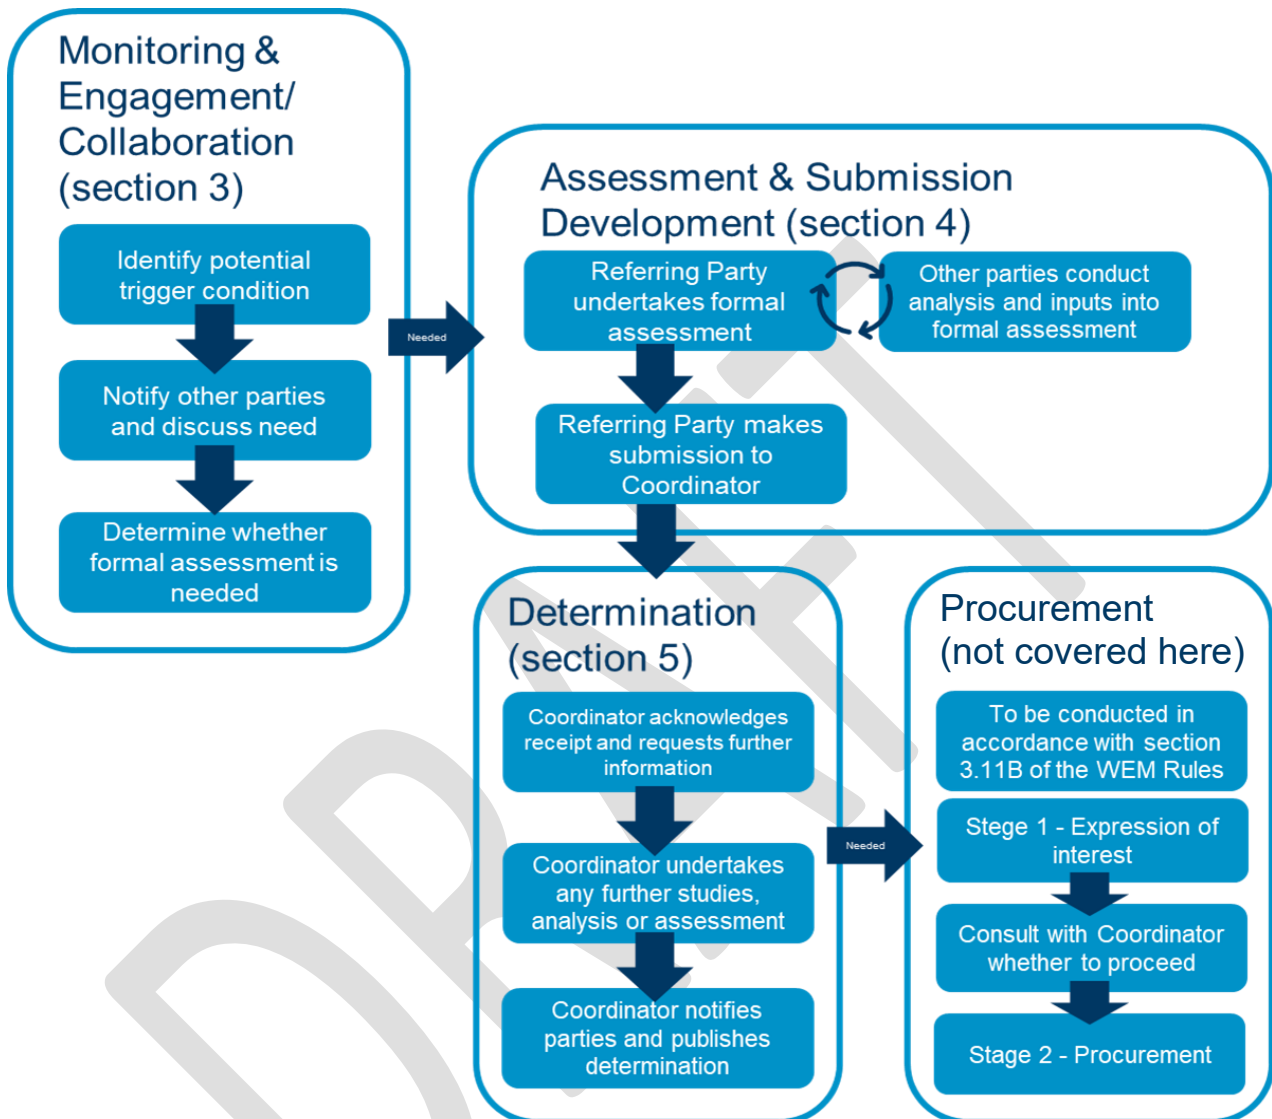 Monitoring &
Engagement/
Collaboration
(section 3)
Identify potential
trigger condition
Notify other parties
and discuss need
Determine whether
formal assessment is
needed
Needed
Assessment & Submission
Development (section 4)
Referring Party
undertakes formal
assessment
Other parties conduct
analysis and inputs into
formal assessment
Referring Party makes
submission to
Coordinator
Determination
(section 5)
Coordinator acknowledges
receipt and requests further
information
Coordinator undertakes
any further studies,
analysis or assessment
Coordinator notifies
parties and publishes
determination
Needed
Procurement
(not covered here)
To be conducted in
accordance with section
3.11B of the WEM Rules
Stege 1 - Expression of
interest
Consult with Coordinator
whether to proceed
Stage 2 - Procurement
DRAFT